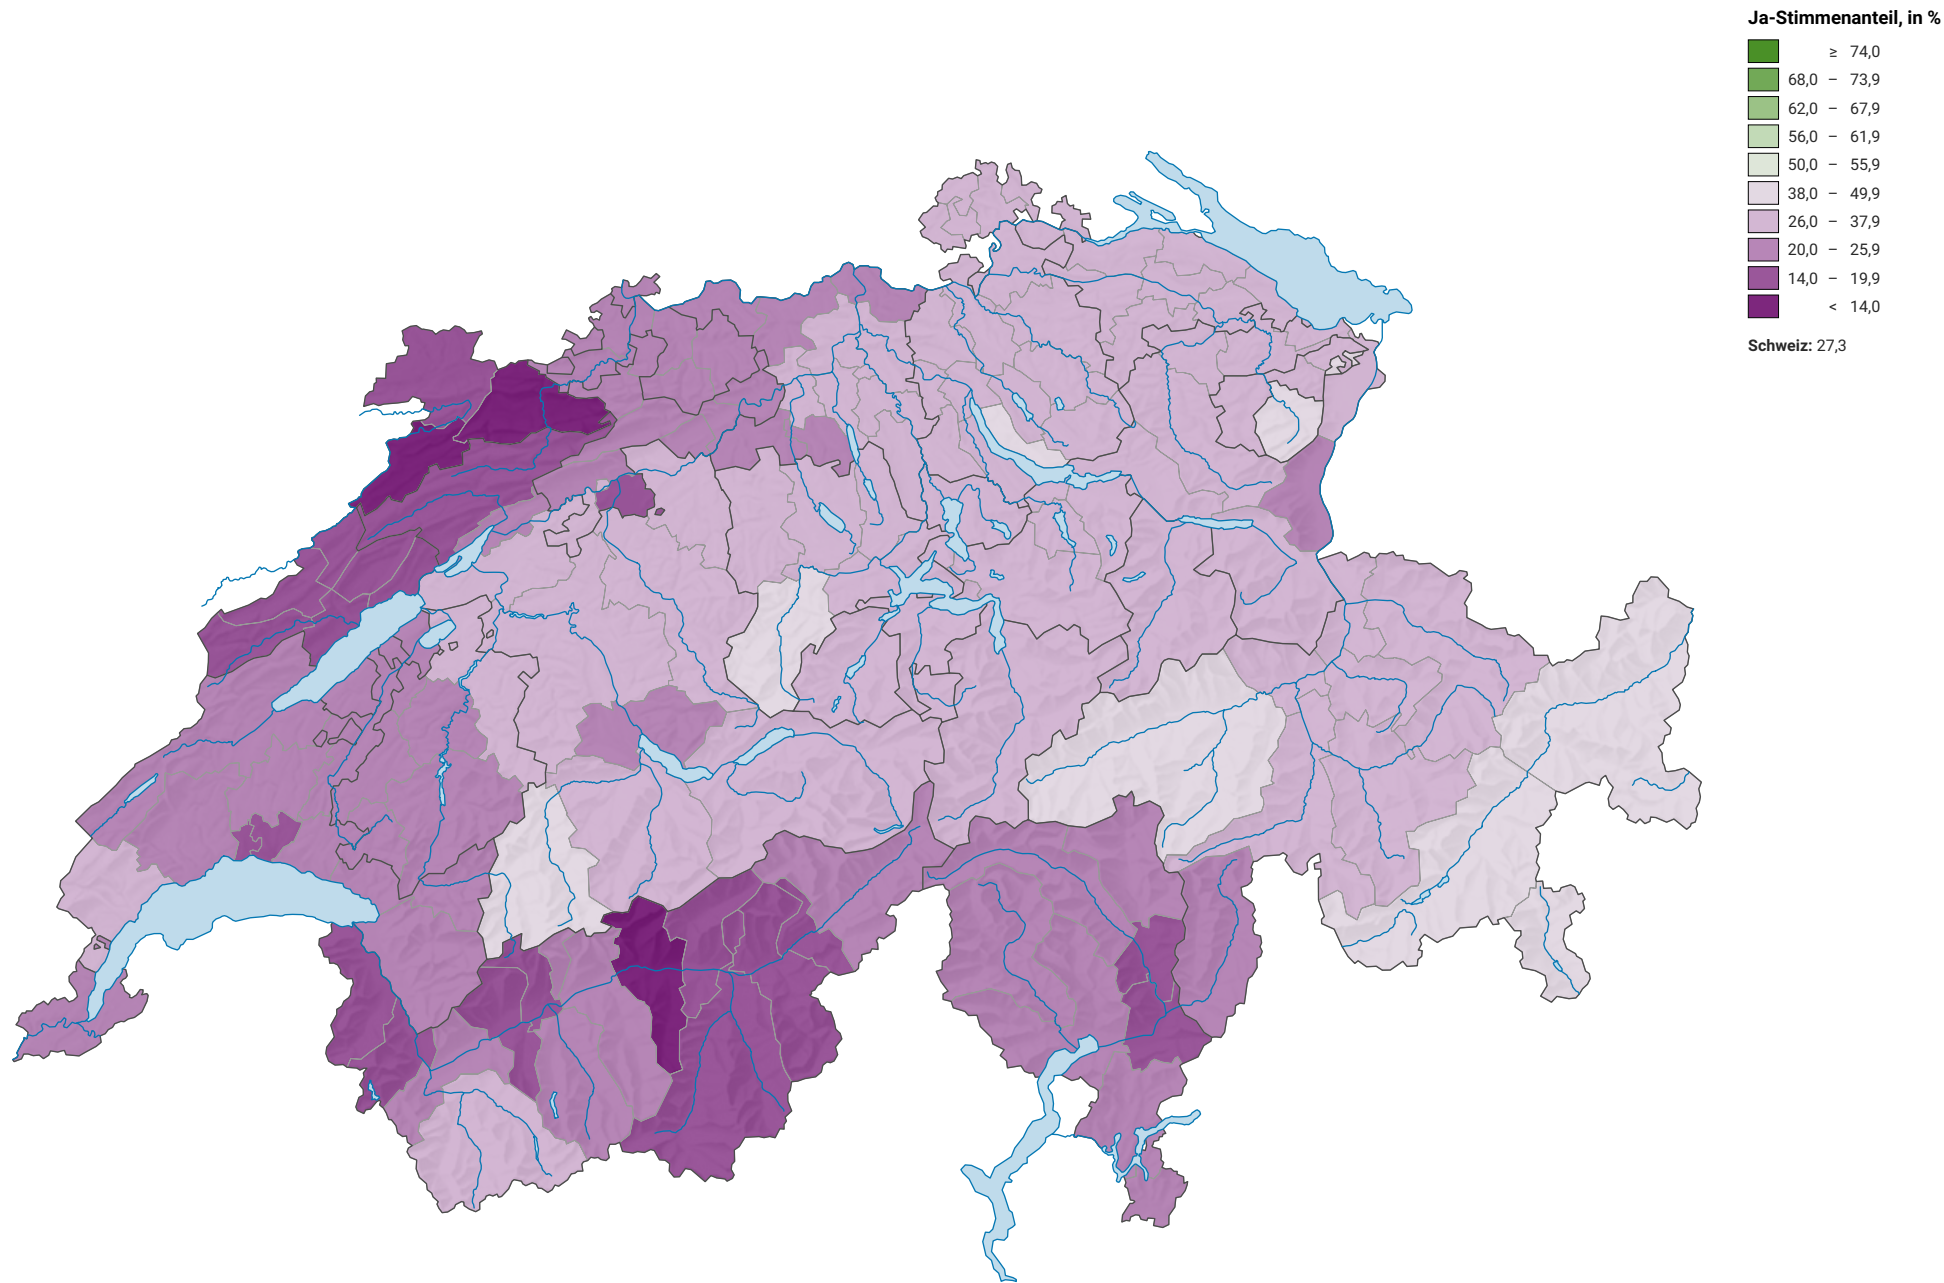 Ja-Stimmenanteil, in %
≥ 74,0
68,0 – 73,9
62,0 – 67,9
56,0 – 61,9
50,0 – 55,9
38,0 – 49,9
26,0 – 37,9
20,0 – 25,9
14,0 – 19,9
< 14,0
Schweiz: 27,3